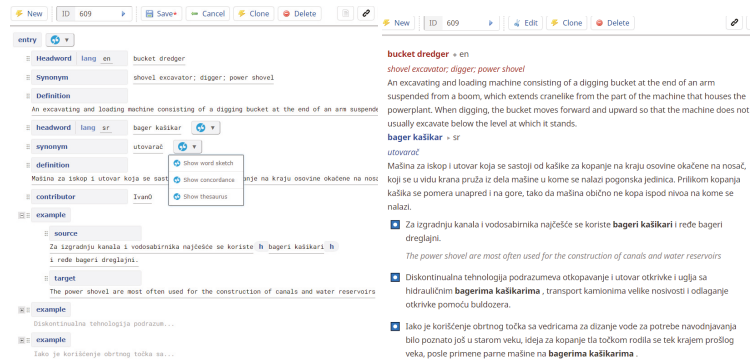 New ID 609 Save* Cancel Clone Delete
entry
Headword lang en bucket dredger
Synonym shovel excavator; digger; power shovel
Definition
An excavating and loading machine consisting of a digging bucket at the end of an arm suspende
headword lang sr bager kašikar
synonym utovarač
Show word sketch
definition
Show concordance
Mašina za iskop i utovar koja se sast
anje na kraju osovine okačene na nosa
Show thesaurus
contributor IvanO
example
source
Za izgradnju kanala i vodosabirnika najčešće se koriste h bageri kašikari h
i ređe bageri dreglajni.
target
The power shovel are most often used for the construction of canals and water reservoirs
example
Diskontinualna tehnologija podrazum...
example
Iako je korišćenje obrtnog točka sa...
New ID 609 Edit Clone Delete
bucket dredger en
shovel excavator; digger; power shovel
An excavating and loading machine consisting of a digging bucket at the end of an arm
suspended from a boom, which extends cranelike from the part of the machine that houses the
powerplant. When digging, the bucket moves forward and upward so that the machine does not
usually excavate below the level at which it stands.
bager kašikar sr
utovarač
Mašina za iskop i utovar koja se sastoji od kašike za kopanje na kraju osovine okačene na nosač,
koji se u vidu krana pruža iz dela mašine u kome se nalazi pogonska jedinica. Prilikom kopanja
kašika se pomera unapred i na gore, tako da mašina obično ne kopa ispod nivoa na kome se
nalazi.
Za izgradnju kanala i vodosabirnika najčešće se koriste bageri kašikari i ređe bageri
dreglajni.
The power shovel are most often used for the construction of canals and water reservoirs
Diskontinualna tehnologija podrazumeva otkopavanje i utovar otkrivke i uglja sa
hidrauličnim bagerima kašikarima , transport kamionima velike nosivosti i odlaganje
otkrivke pomoću buldozera.
Iako je korišćenje obrtnog točka sa vedricama za dizanje vode za potrebe navodnjavanja
bilo poznato još u starom veku, ideja za kopanje tla točkom rodila se tek krajem prošlog
veka, posle primene parne mašine na bagerima kašikarima .